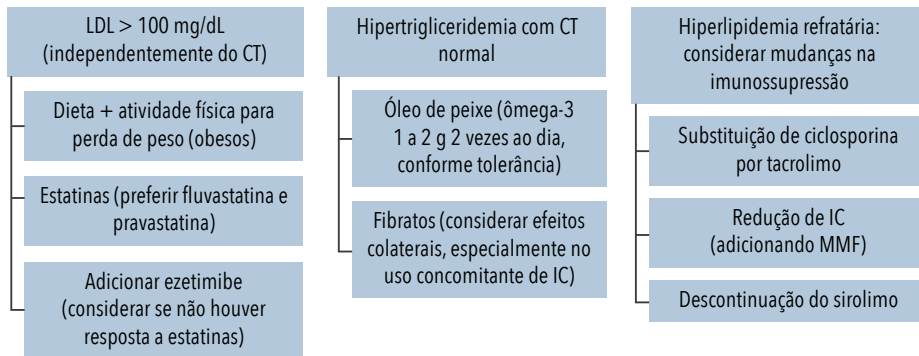 LDL > 100 mg/dL
(independentemente do CT)
Dieta + atividade física para
perda de peso (obesos)
Estatinas (preferir fluvastatina e
pravastatina)
Adicionar ezetimibe
(considerar se não houver
resposta a estatinas)
Hipertrigliceridemia com CT
normal
Óleo de peixe (ômega-3
1 a 2 g 2 vezes ao dia,
conforme tolerância)
Fibratos (considerar efeitos
colaterais, especialmente no
uso concomitante de IC)
Hiperlipidemia refratária:
considerar mudanças na
imunossupressão
Substituição de ciclosporina
por tacrolimo
Redução de IC
(adicionando MMF)
Descontinuação do sirolimo